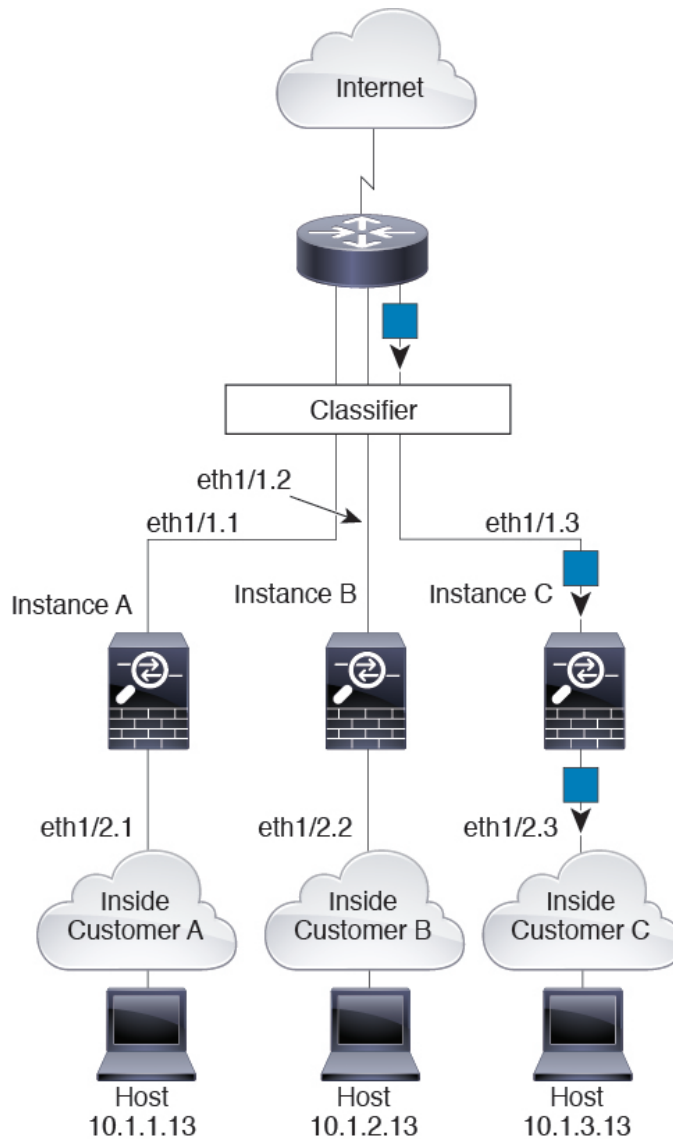 Internet
Classifier
eth1/1.2
eth1/1.1
eth1/1.3
Instance A
Instance B
Instance C
eth1/2.1
eth1/2.2
eth1/2.3
Inside
Customer A
Inside
Customer B
Inside
Customer C
Host
10.1.1.13
Host
10.1.2.13
Host
10.1.3.13